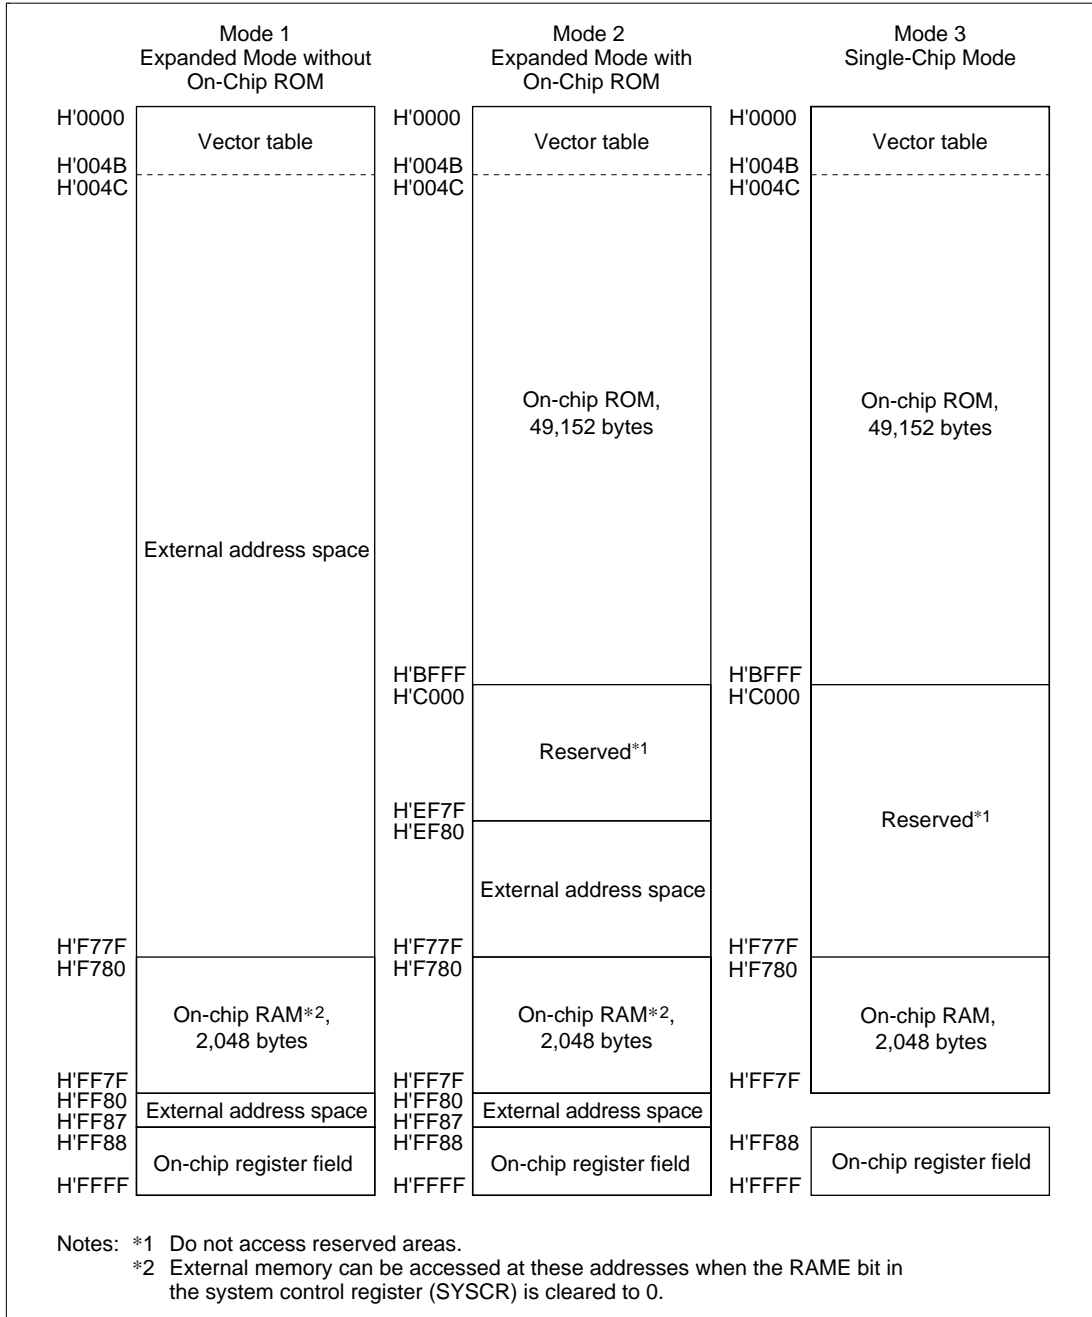 Mode 1
Expanded Mode without
On-Chip ROM
H'0000
Vector table
H'004B
H'004C
External address space
H'F77F
H'F780
On-chip RAM*2,
2,048 bytes
H'FF7F
H'FF80
External address space
H'FF87
H'FF88
On-chip register field
H'FFFF
Mode 2
Expanded Mode with
On-Chip ROM
H'0000
Vector table
H'004B
H'004C
On-chip ROM,
49,152 bytes
H'BFFF
H'C000
Reserved*1
H'EF7F
H'EF80
External address space
H'F77F
H'F780
On-chip RAM*2,
2,048 bytes
H'FF7F
H'FF80
External address space
H'FF87
H'FF88
On-chip register field
H'FFFF
Mode 3
Single-Chip Mode
H'0000
Vector table
H'004B
H'004C
On-chip ROM,
49,152 bytes
H'BFFF
H'C000
Reserved*1
H'F77F
H'F780
On-chip RAM,
2,048 bytes
H'FF7F
H'FF88
On-chip register field
H'FFFF
Notes: *1 Do not access reserved areas.
*2 External memory can be accessed at these addresses when the RAME bit in
the system control register (SYSCR) is cleared to 0.